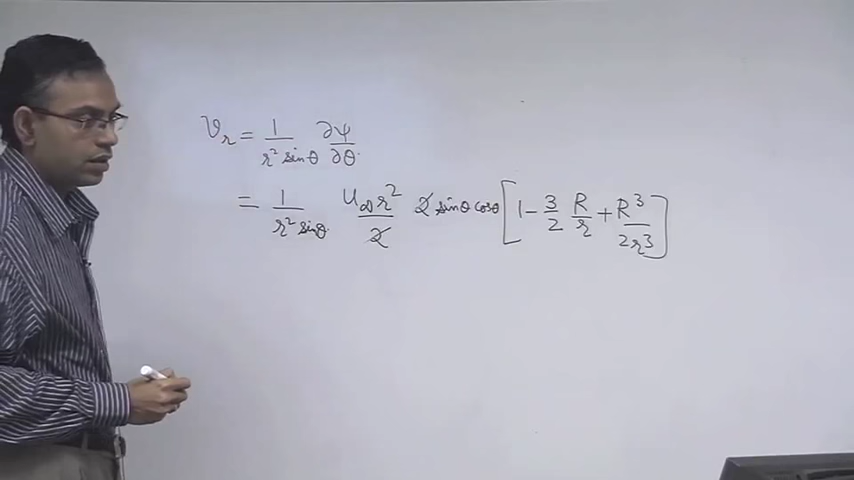 v_r = 1/(r² sinθ) ∂ψ/∂θ
= 1/(r² sinθ) U∞r²/2 2 sinθ cosθ [1 - 3/2 R/r + R³/(2r³)]